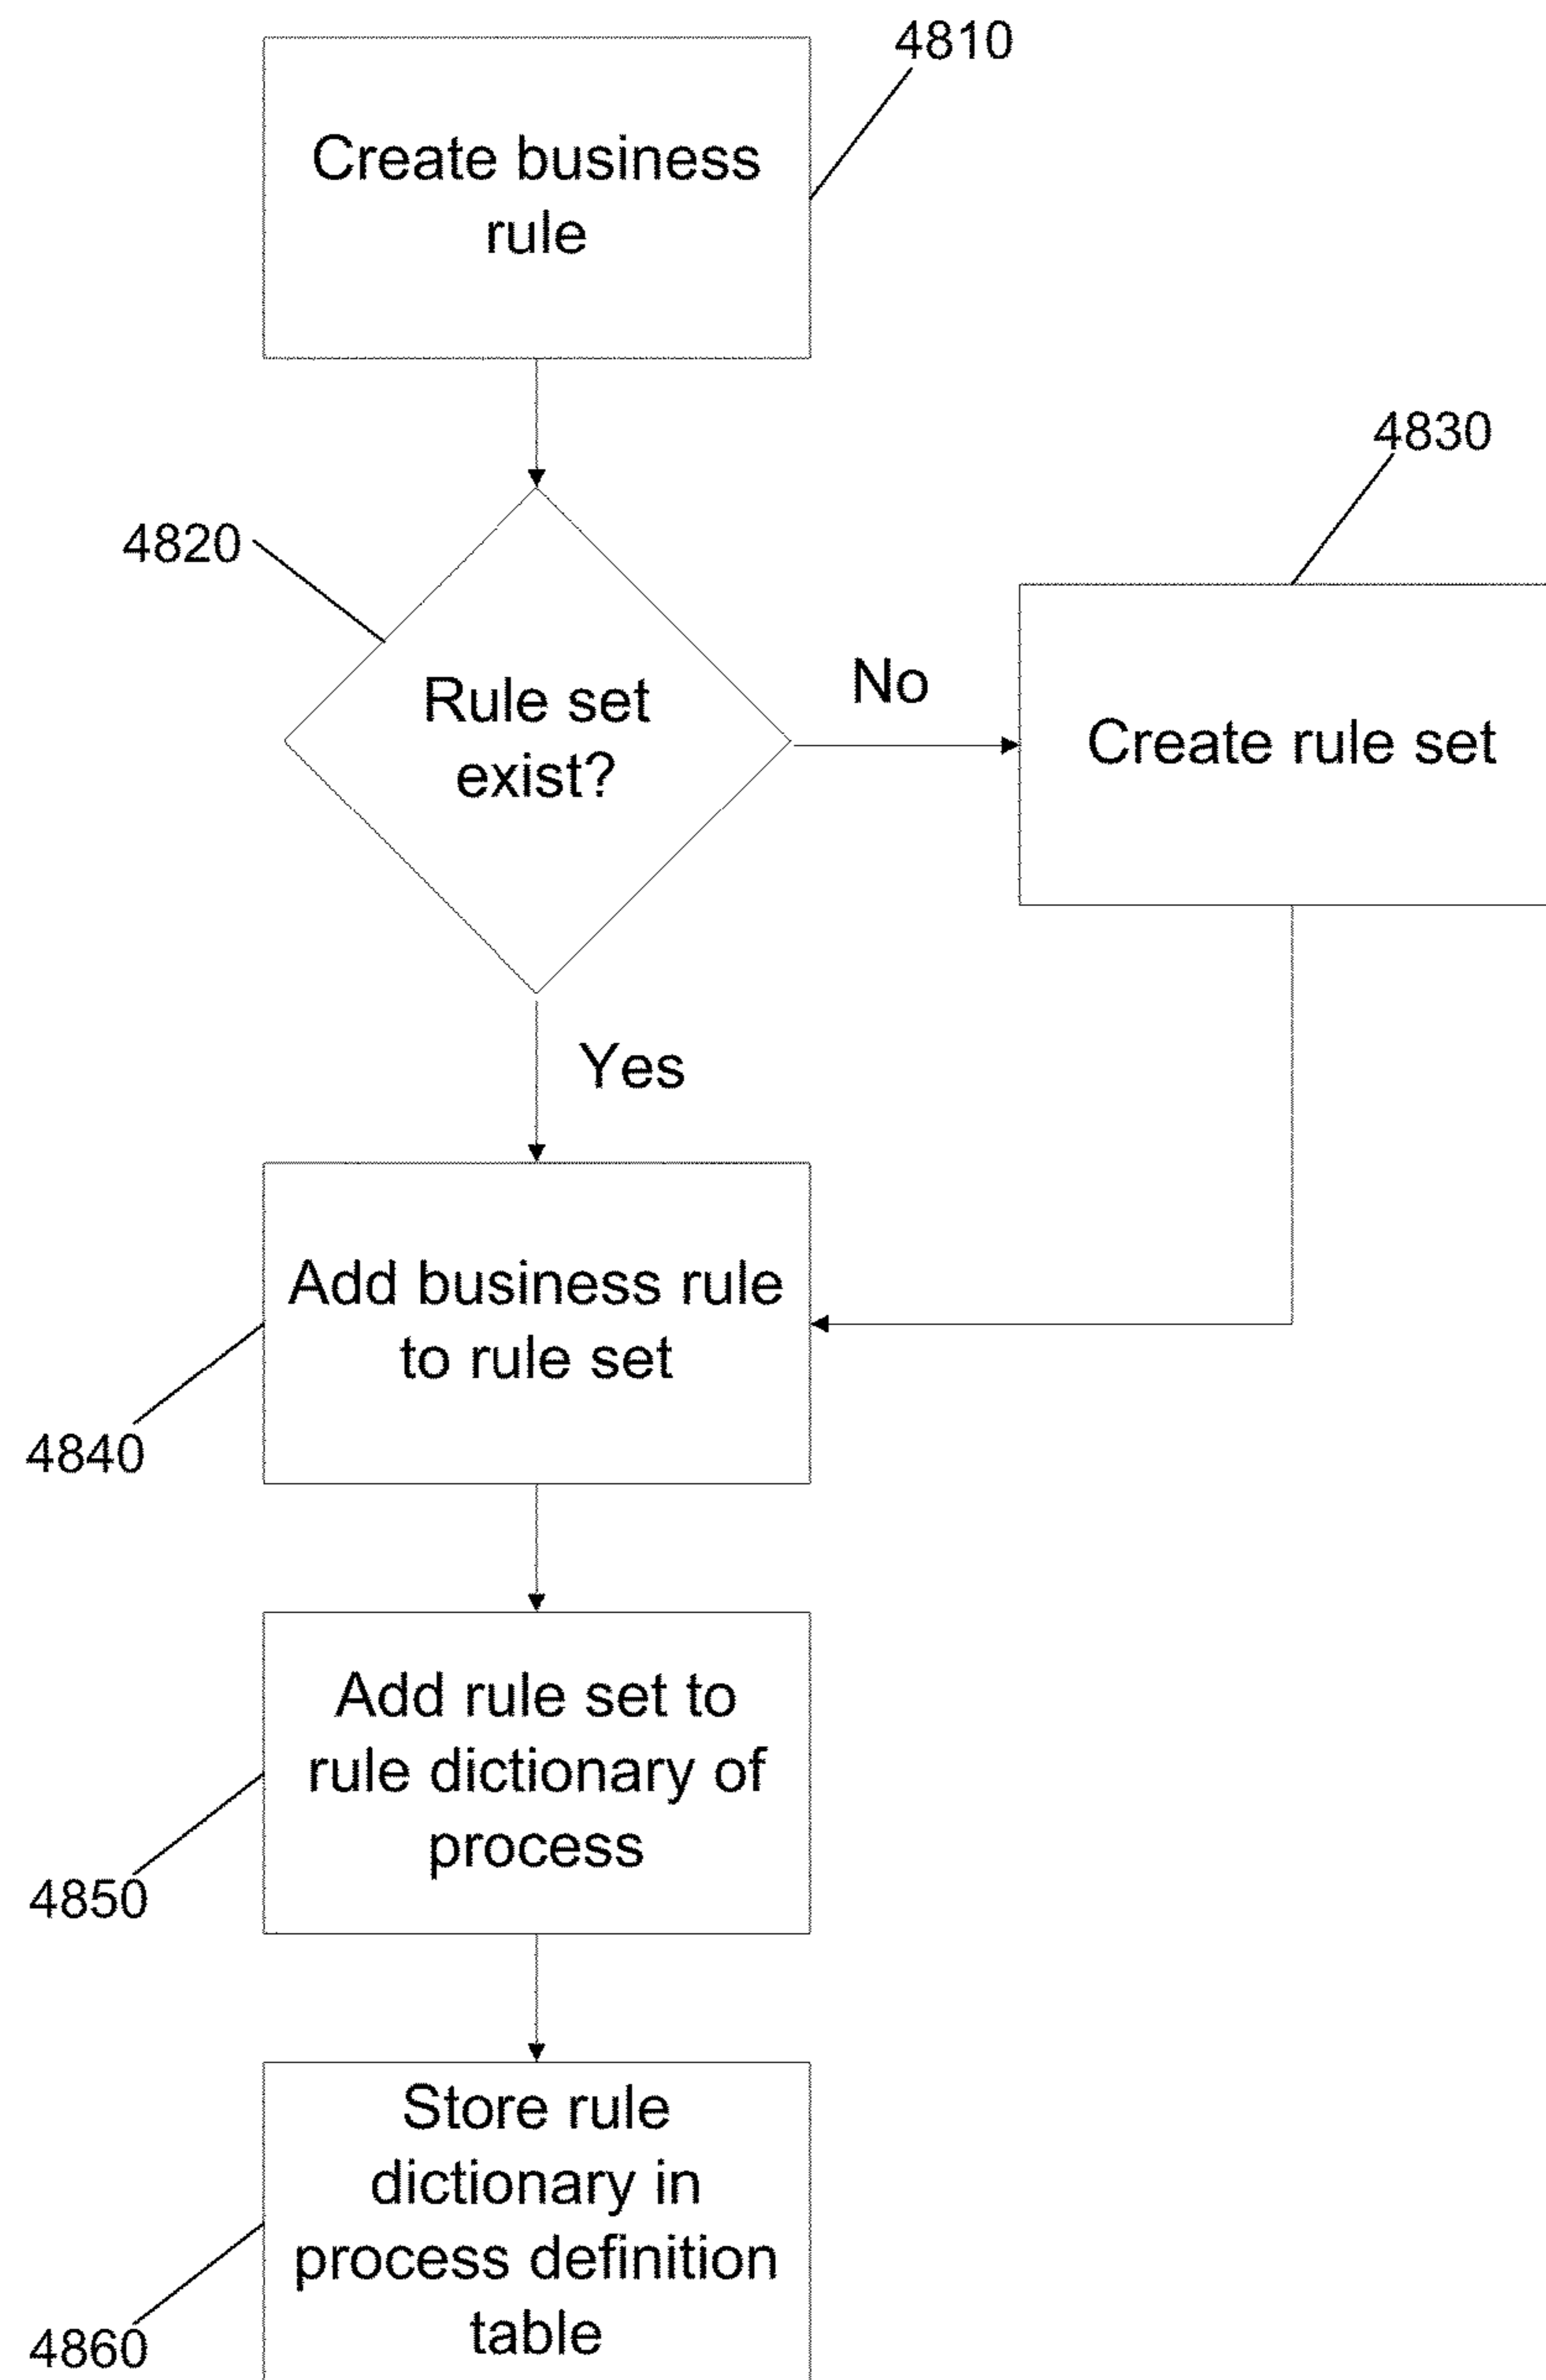 4810
Create business
rule
4830
4820
Rule set
exist?
No
Create rule set
Yes
Add business rule
to rule set
4840
Add rule set to
rule dictionary of
process
4850
Store rule
dictionary in
process definition
table
4860